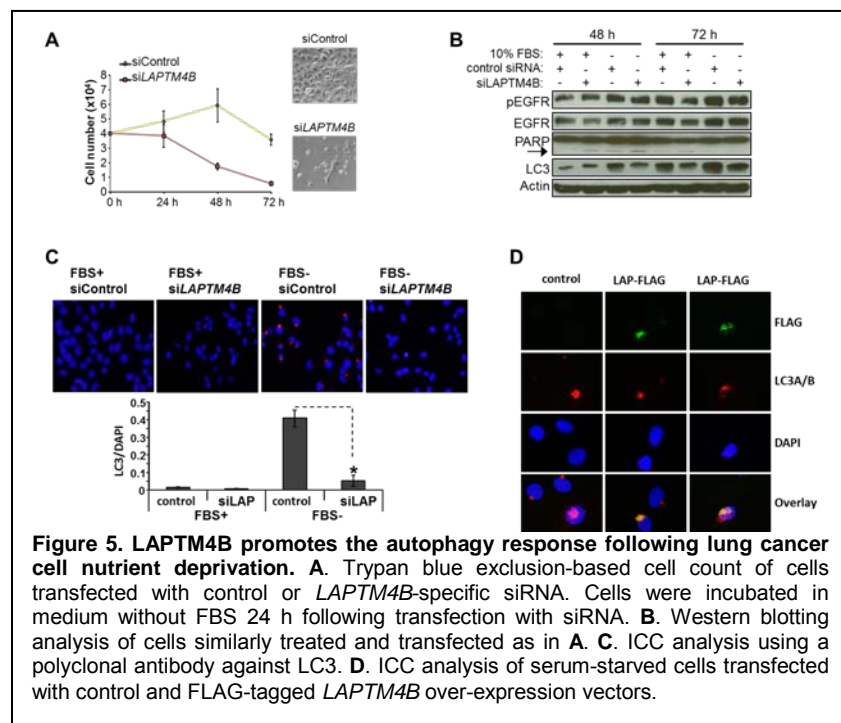 A
siControl
siLAPTM4B
Cell number (x10⁴)
8
7
6
5
4
3
2
1
0
0 h
24 h
48 h
72 h
siControl
siLAPTM4B
B
48 h
72 h
10% FBS: + + - - + + - -
control siRNA: + - + - + - + -
siLAPTM4B: - + - + - + - +
pEGFR
EGFR
PARP
LC3
Actin
C
FBS+ FBS+ FBS- FBS-
siControl siLAPTM4B siControl siLAPTM4B
LC3/DAPI
0.5
0.4
0.3
0.2
0.1
0
*
control siLAP control siLAP
FBS+ FBS-
D
control LAP-FLAG LAP-FLAG
FLAG
LC3A/B
DAPI
Overlay
Figure 5. LAPTM4B promotes the autophagy response following lung cancer
cell nutrient deprivation. A. Trypan blue exclusion-based cell count of cells
transfected with control or LAPTM4B-specific siRNA. Cells were incubated in
medium without FBS 24 h following transfection with siRNA. B. Western blotting
analysis of cells similarly treated and transfected as in A. C. ICC analysis using a
polyclonal antibody against LC3. D. ICC analysis of serum-starved cells transfected
with control and FLAG-tagged LAPTM4B over-expression vectors.